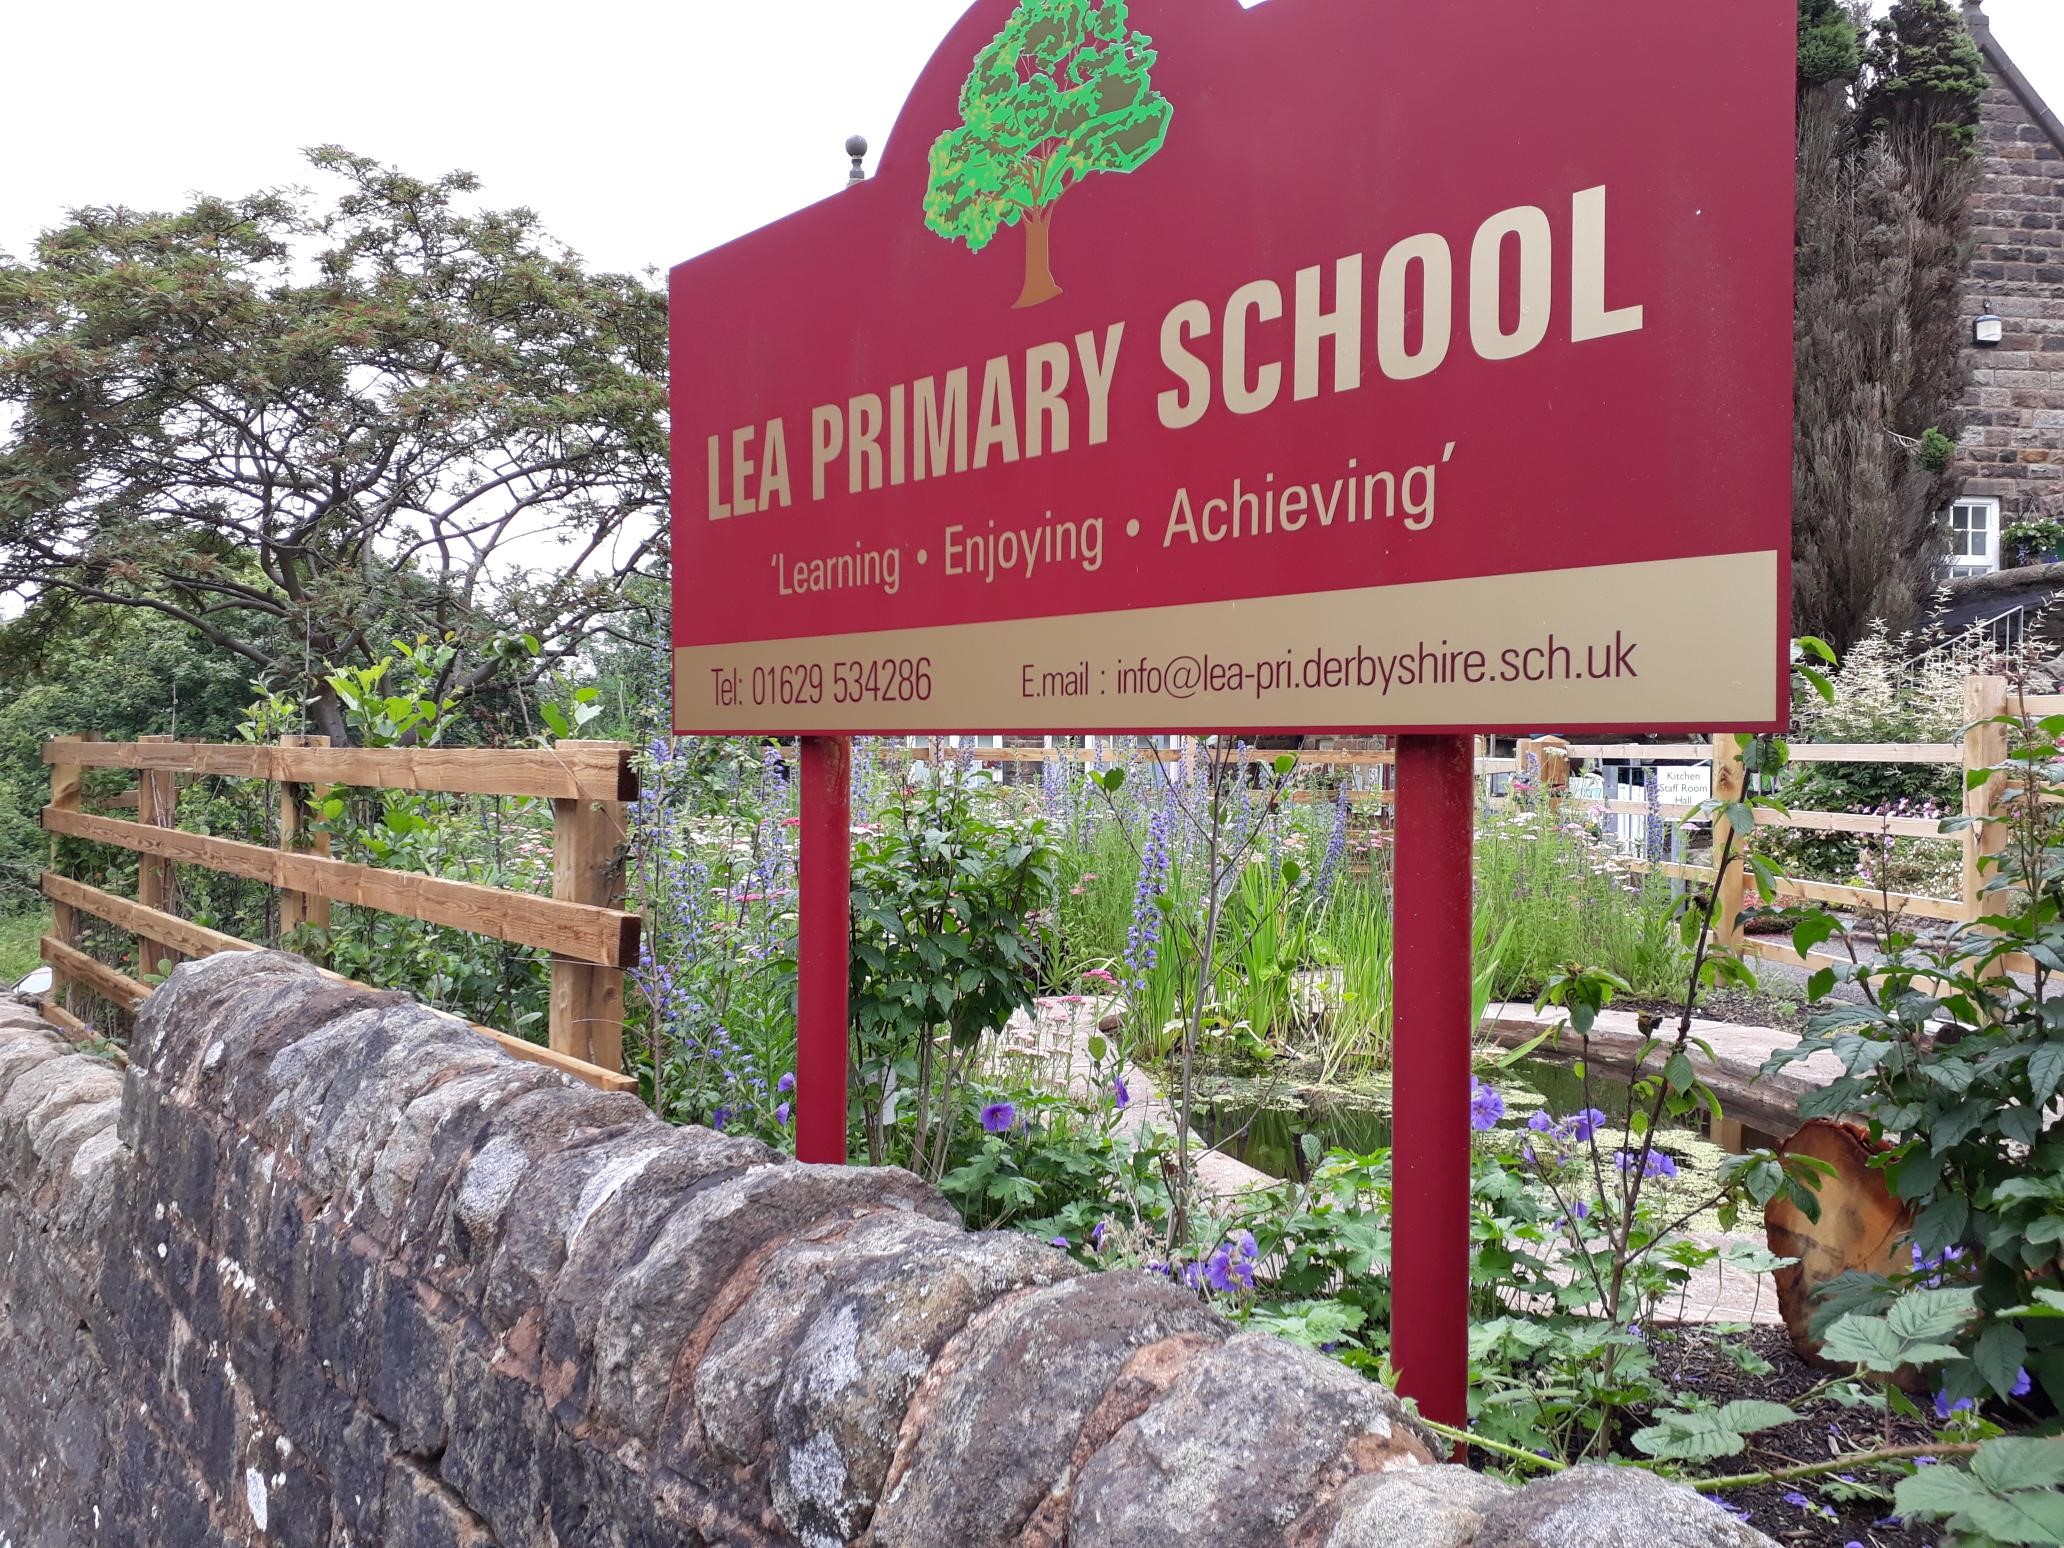 LEA PRIMARY SCHOOL
'Learning • Enjoying • Achieving'
Tel: 01629 534286 E.mail : info@lea-pri.derbyshire.sch.uk
Kitchen
Staff Room
Hall